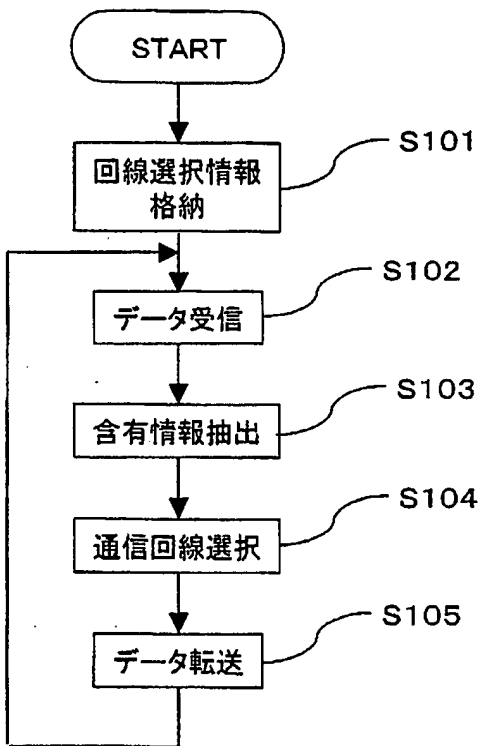 START
S101
回線選択情報
格納
S102
データ受信
S103
含有情報抽出
S104
通信回線選択
S105
データ転送